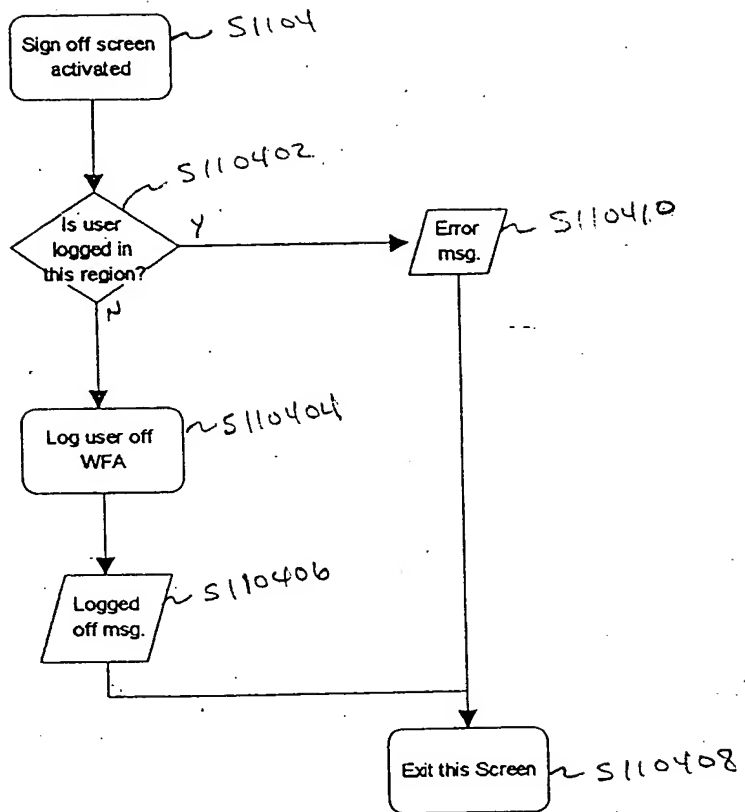 Sign off screen
activated
S1104
S110402
Is user
logged in
this region?
Y
Error
msg.
S110410
N
Log user off
WFA
S110404
Logged
off msg.
S110406
Exit this Screen
S110408